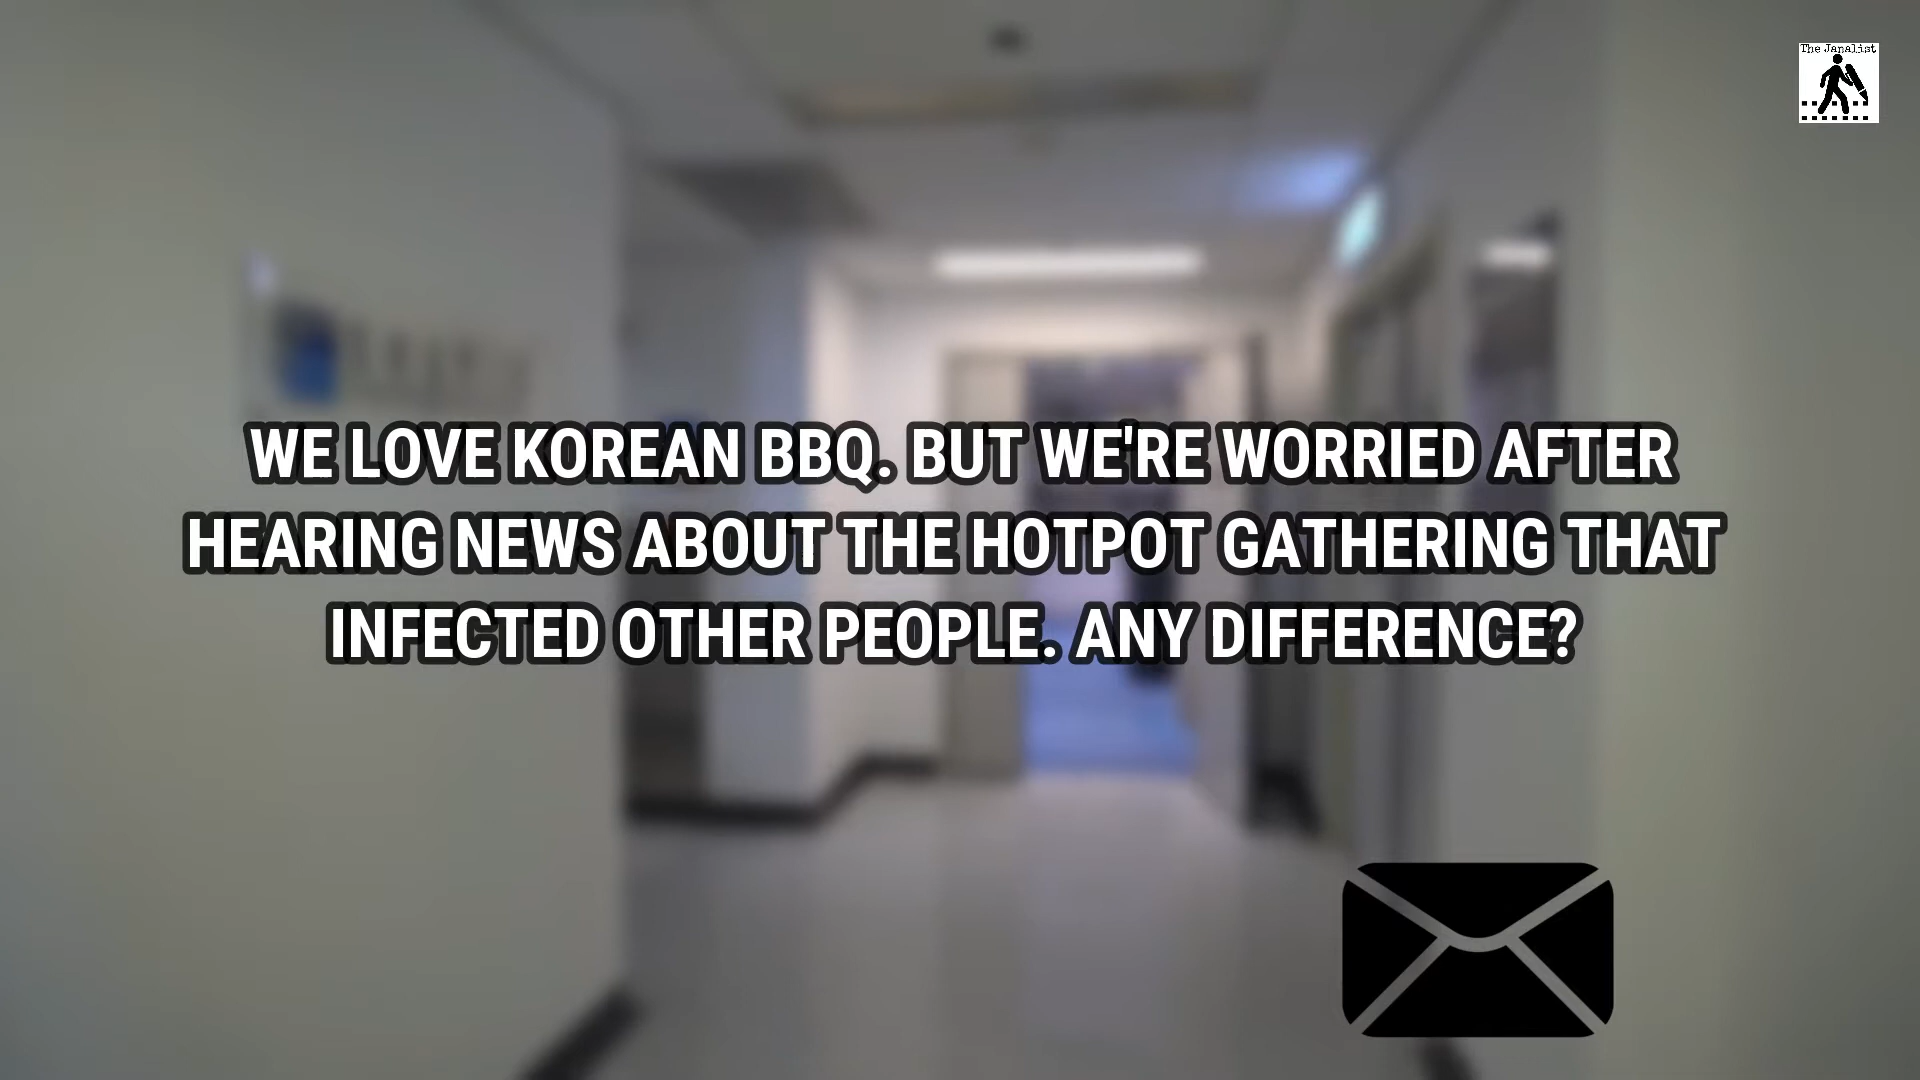 The Janalist
WE LOVE KOREAN BBQ. BUT WE'RE WORRIED AFTER
HEARING NEWS ABOUT THE HOTPOT GATHERING THAT
INFECTED OTHER PEOPLE. ANY DIFFERENCE?